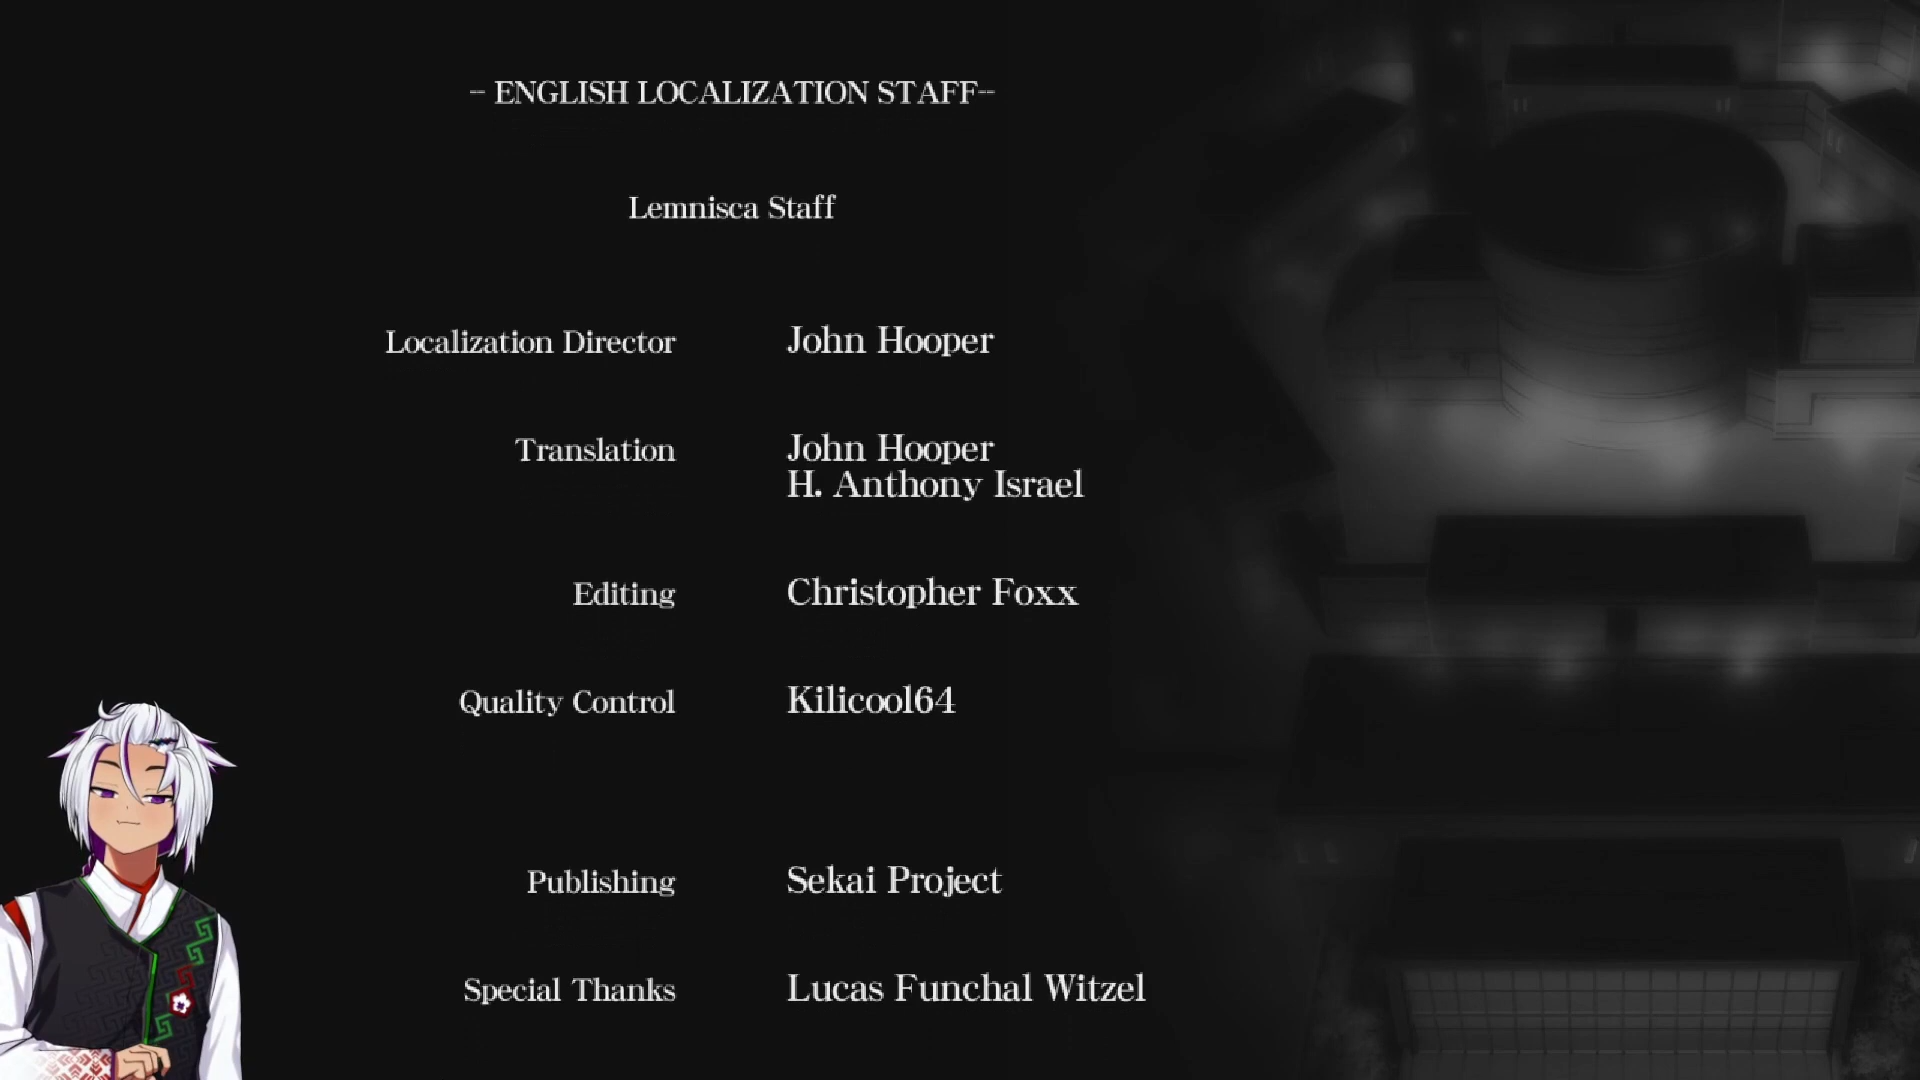 -- ENGLISH LOCALIZATION STAFF--
Lemnisca Staff
Localization Director John Hooper
Translation John Hooper
H. Anthony Israel
Editing Christopher Foxx
Quality Control Kilicool64
Publishing Sekai Project
Special Thanks Lucas Funchal Witzel